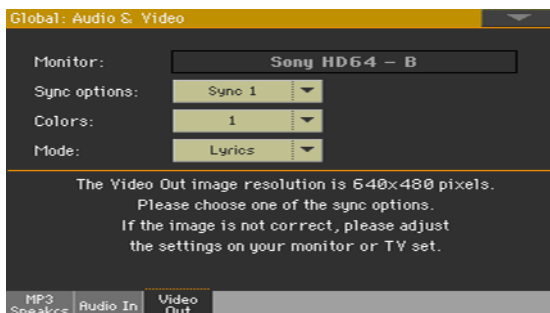 Global: Audio & Video
Monitor: Sony HD64 - B
Sync options: Sync 1
Colors: 1
Mode: Lyrics
The Video Out image resolution is 640x480 pixels.
Please choose one of the sync options.
If the image is not correct, please adjust
the settings on your monitor or TV set.
MP3 Video
Speakrs Audio In Out